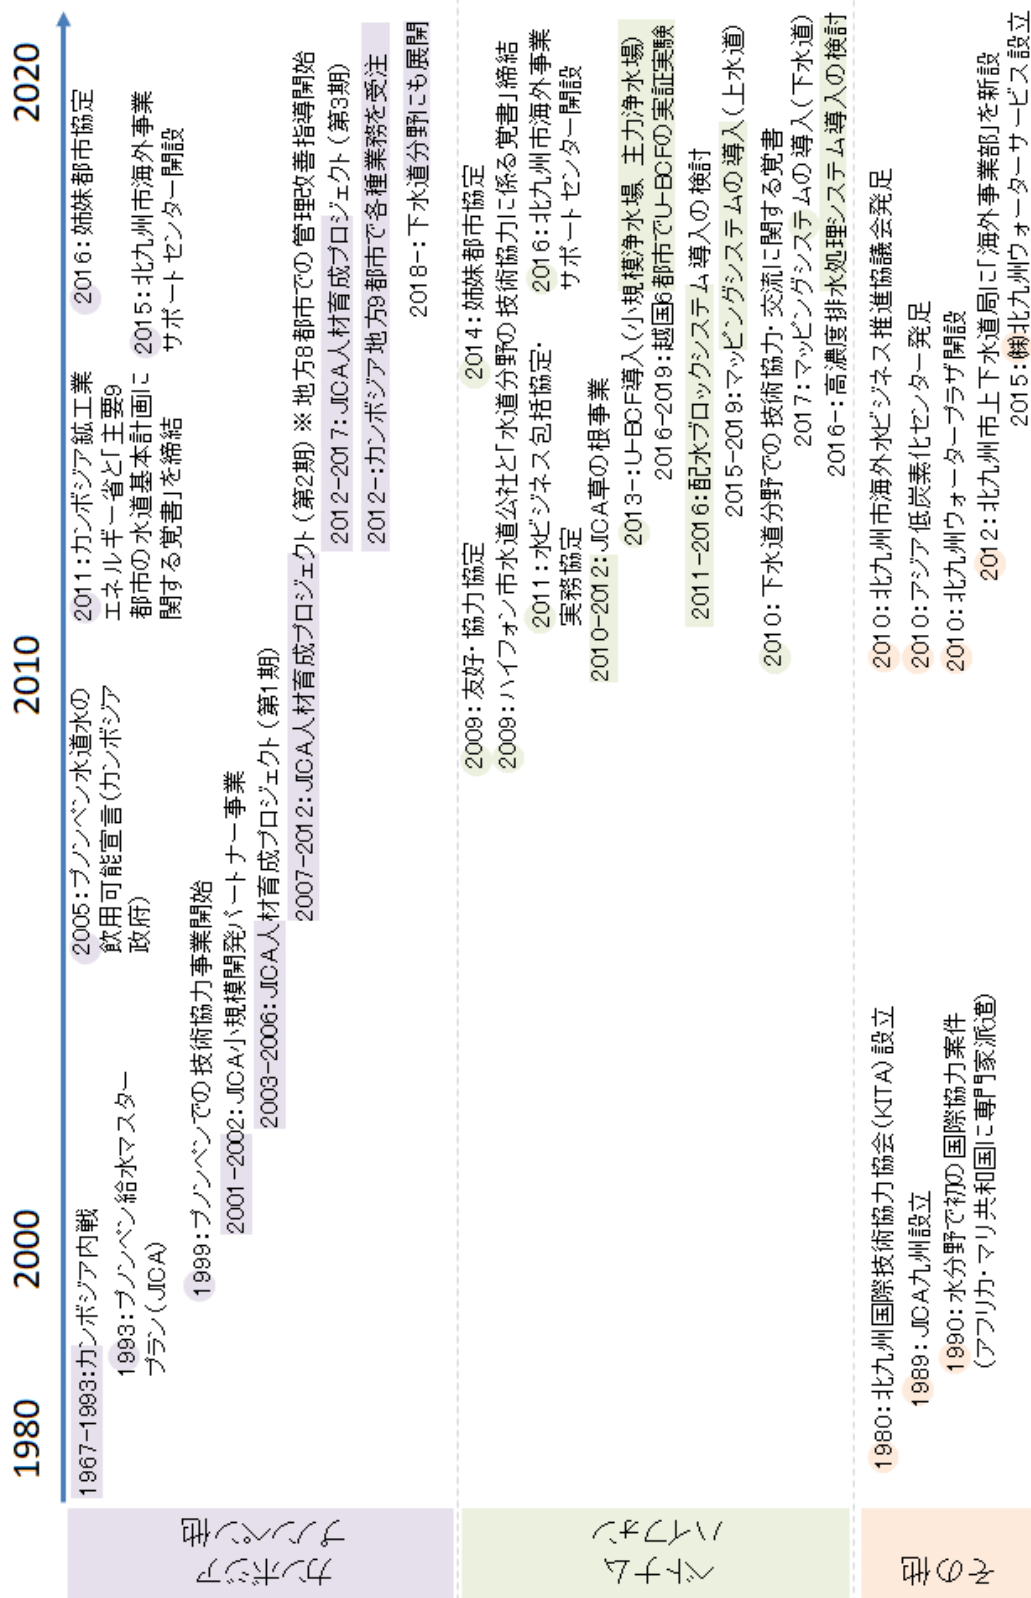 1980
2000
2010
2020
カンボジア
プノンペン他
1967-1993:カンボジア内戦
1993:プノンペン給水マスター
プラン(JICA)
1999:プノンペンでの技術協力事業開始
2001-2002:JICA小規模開発パートナー事業
2003-2006:JICA人材育成プロジェクト(第1期)
2005:プノンペン水道水の
飲用可能宣言(カンボジア
政府)
2007-2012:JICA人材育成プロジェクト(第2期)※地方8都市での管理改善指導開始
2011:カンボジア鉱工業
エネルギー省と「主要9
都市の水道基本計画に
関する覚書」を締結
2016:姉妹都市協定
2015:北九州市海外事業
サポートセンター開設
2012-2017:JICA人材育成プロジェクト(第3期)
2012-:カンボジア地方9都市で各種業務を受注
2018-:下水道分野にも展開
ベトナム
ハイフォン
2009:友好・協力協定
2014:姉妹都市協定
2009:ハイフォン市水道公社と「水道分野の技術協力に係る覚書」締結
2011:水ビジネス包括協定・
実務協定
2016:北九州市海外事業
サポートセンター開設
2010-2012:JICA草の根事業
2013-:U-BCF導入(小規模浄水場、主力浄水場)
2016-2019:越国6都市でU-BCFの実証実験
2011-2016:配水ブロックシステム導入の検討
2015-2019:マッピングシステムの導入(上水道)
2010:下水道分野での技術協力・交流に関する覚書
2017:マッピングシステムの導入(下水道)
2016-:高濃度排水処理システム導入の検討
その他
1980:北九州国際技術協力協会(KITA)設立
1989:JICA九州設立
1990:水分野で初の国際協力案件
(アフリカ・マリ共和国に専門家派遣)
2010:北九州市海外水ビジネス推進協議会発足
2010:アジア低炭素化センター発足
2010:北九州ウォータープラザ開設
2012:北九州市上下水道局に「海外事業部」を新設
2015:(株)北九州ウォーターサービス設立